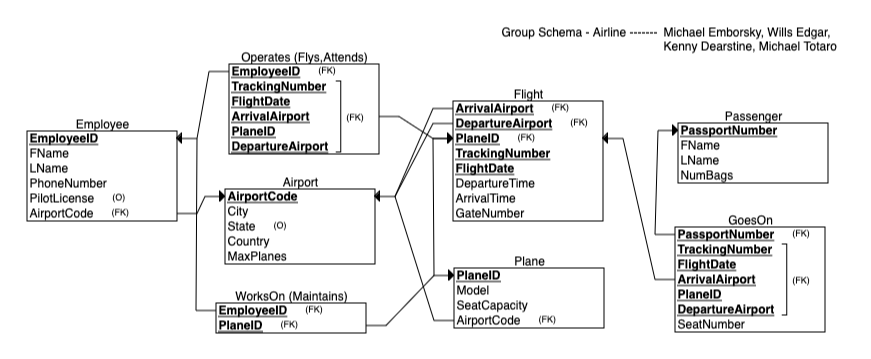 Group Schema - Airline ------- Michael Emborsky, Wills Edgar,
Kenny Dearstine, Michael Totaro
Operates (Flys,Attends)
EmployeeID (FK)
TrackingNumber
FlightDate
ArrivalAirport (FK)
PlaneID
DepartureAirport
Employee
EmployeeID
FName
LName
PhoneNumber
PilotLicense (O)
AirportCode (FK)
Airport
AirportCode
City
State (O)
Country
MaxPlanes
WorksOn (Maintains)
EmployeeID (FK)
PlaneID (FK)
Flight
ArrivalAirport (FK)
DepartureAirport (FK)
PlaneID (FK)
TrackingNumber
FlightDate
DepartureTime
ArrivalTime
GateNumber
Plane
PlaneID
Model
SeatCapacity
AirportCode (FK)
Passenger
PassportNumber
FName
LName
NumBags
GoesOn
PassportNumber (FK)
TrackingNumber
FlightDate
ArrivalAirport (FK)
PlaneID
DepartureAirport
SeatNumber